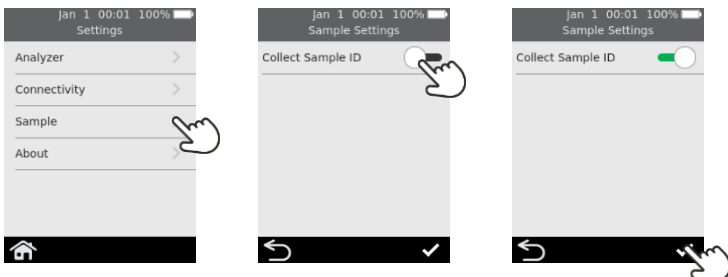 Jan 1 00:01 100%
Settings
Analyzer
Connectivity
Sample
About
Jan 1 00:01 100%
Sample Settings
Collect Sample ID
Jan 1 00:01 100%
Sample Settings
Collect Sample ID